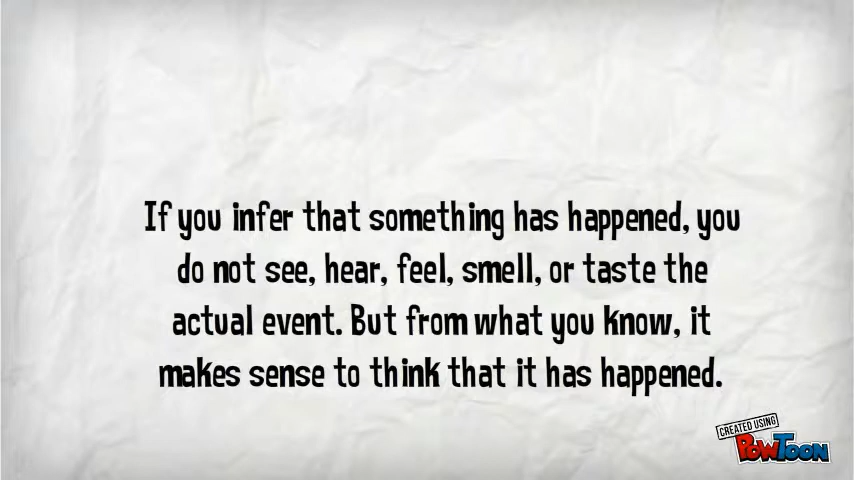 If you infer that something has happened, you
do not see, hear, feel, smell, or taste the
actual event. But from what you know, it
makes sense to think that it has happened.
CREATED USING
POWTOON